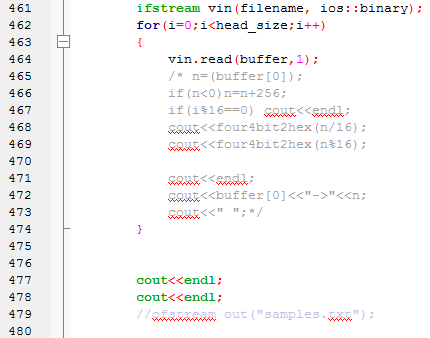 461 ifstream vin(filename, ios::binary);
462 for(i=0;i<head_size;i++)
463 {
464 vin.read(buffer,1);
465 /* n=(buffer[0]);
466 if(n<0)n=n+256;
467 if(i%16==0) cout<<endl;
468 cout<<four4bit2hex(n/16);
469 cout<<four4bit2hex(n%16);
470
471 cout<<endl;
472 cout<<buffer[0]<<"->"<<n;
473 cout<<" ";*/
474 }
475
476
477 cout<<endl;
478 cout<<endl;
479 //ofstream out("samples.txt");
480